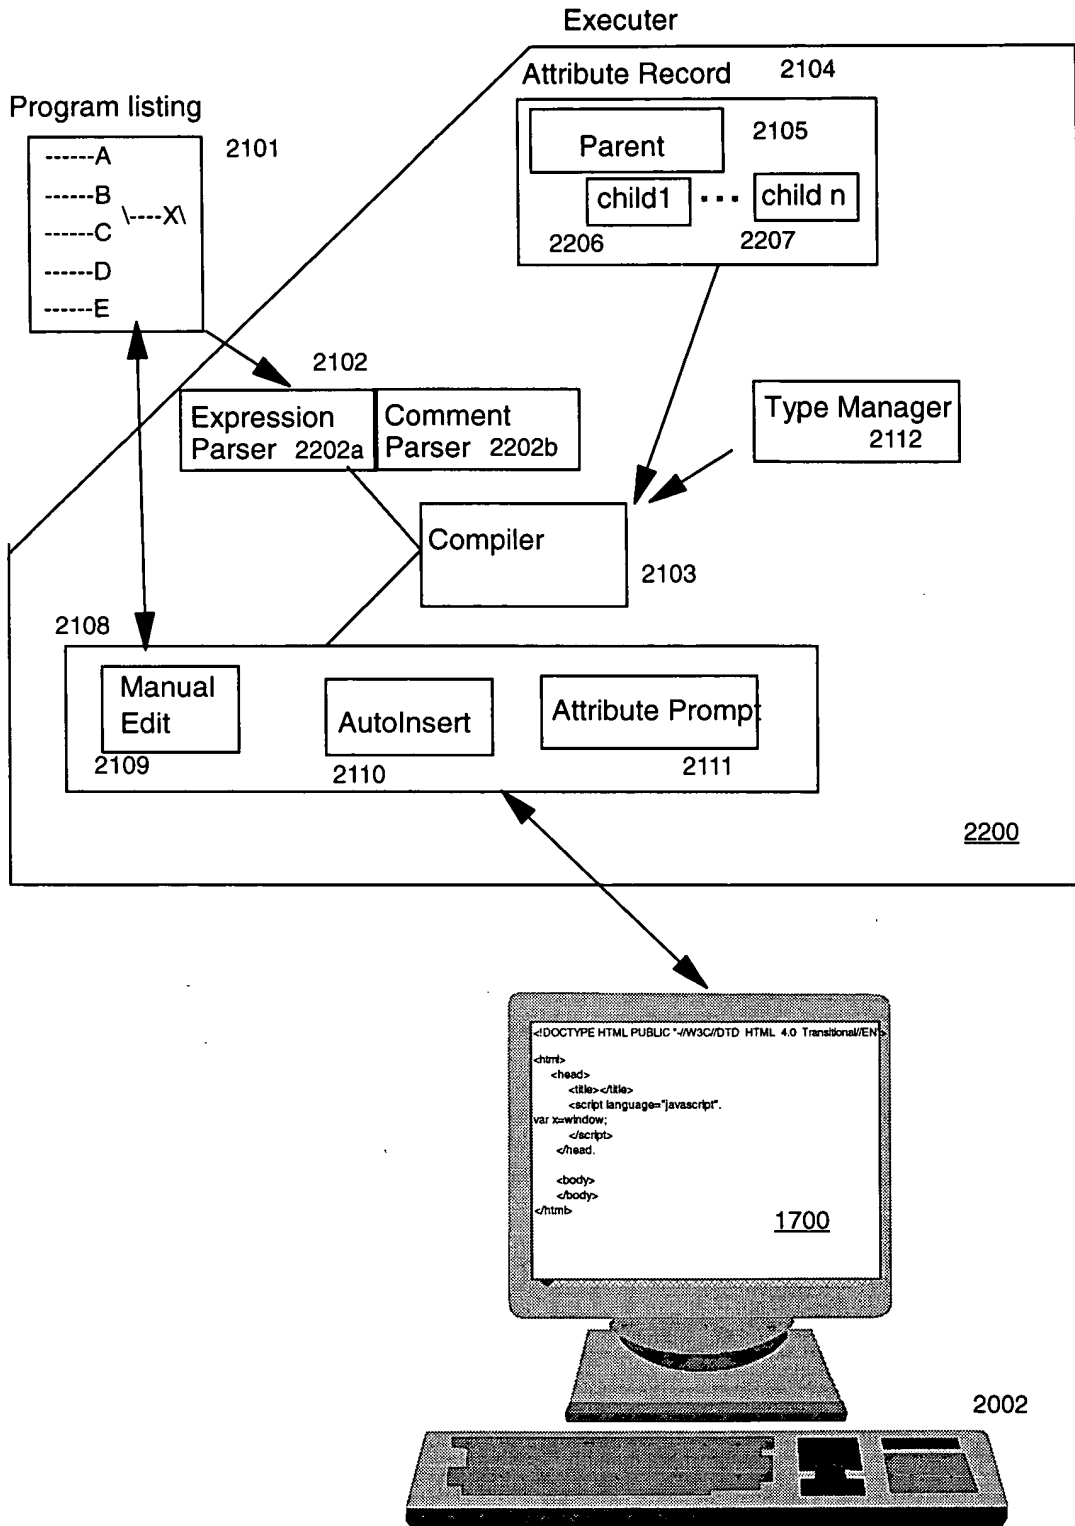 Executer
Attribute Record 2104
Program listing
2101
------A
------B
\----X\
------C
------D
------E
Parent
2105
child1 ... child n
2206
2207
2102
Expression
Parser 2202a
Comment
Parser 2202b
Type Manager
2112
Compiler
2103
2108
Manual
Edit
AutoInsert
Attribute Prompt
2109
2110
2111
2200
<!DOCTYPE HTML PUBLIC "-//W3C//DTD HTML 4.0 Transitional//EN">
<html>
<head>
<title></title>
<script language="javascript".
var x=window;
</script>
</head.
<body>
</body>
</html>
1700
2002